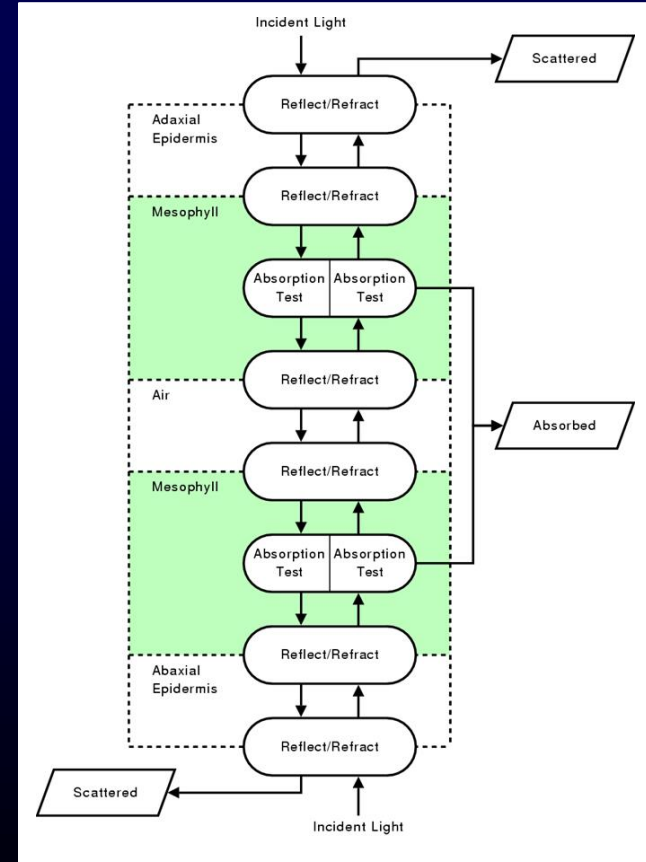 Incident Light
Scattered
Reflect/Refract
Adaxial
Epidermis
Reflect/Refract
Mesophyll
Absorption
Test
Absorption
Test
Reflect/Refract
Air
Absorbed
Reflect/Refract
Mesophyll
Absorption
Test
Absorption
Test
Reflect/Refract
Abaxial
Epidermis
Reflect/Refract
Scattered
Incident Light